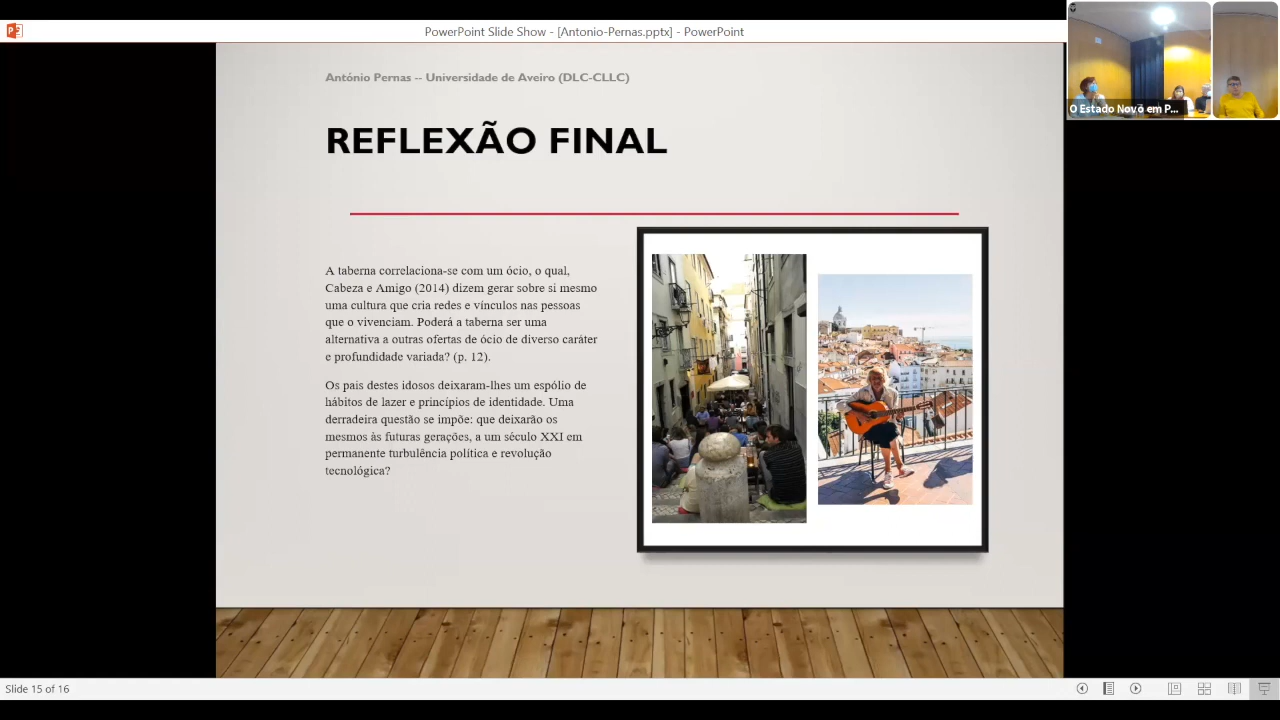 PowerPoint Slide Show - [Antonio-Pernas.pptx] - PowerPoint
O Estado Novo em P...
António Pernas -- Universidade de Aveiro (DLC-CLLC)
REFLEXÃO FINAL
A taberna correlaciona-se com um ócio, o qual,
Cabeza e Amigo (2014) dizem gerar sobre si mesmo
uma cultura que cria redes e vínculos nas pessoas
que o vivenciam. Poderá a taberna ser uma
alternativa a outras ofertas de ócio de diverso caráter
e profundidade variada? (p. 12).
Os pais destes idosos deixaram-lhes um espólio de
hábitos de lazer e princípios de identidade. Uma
derradeira questão se impõe: que deixarão os
mesmos às futuras gerações, a um século XXI em
permanente turbulência política e revolução
tecnológica?
Slide 15 of 16